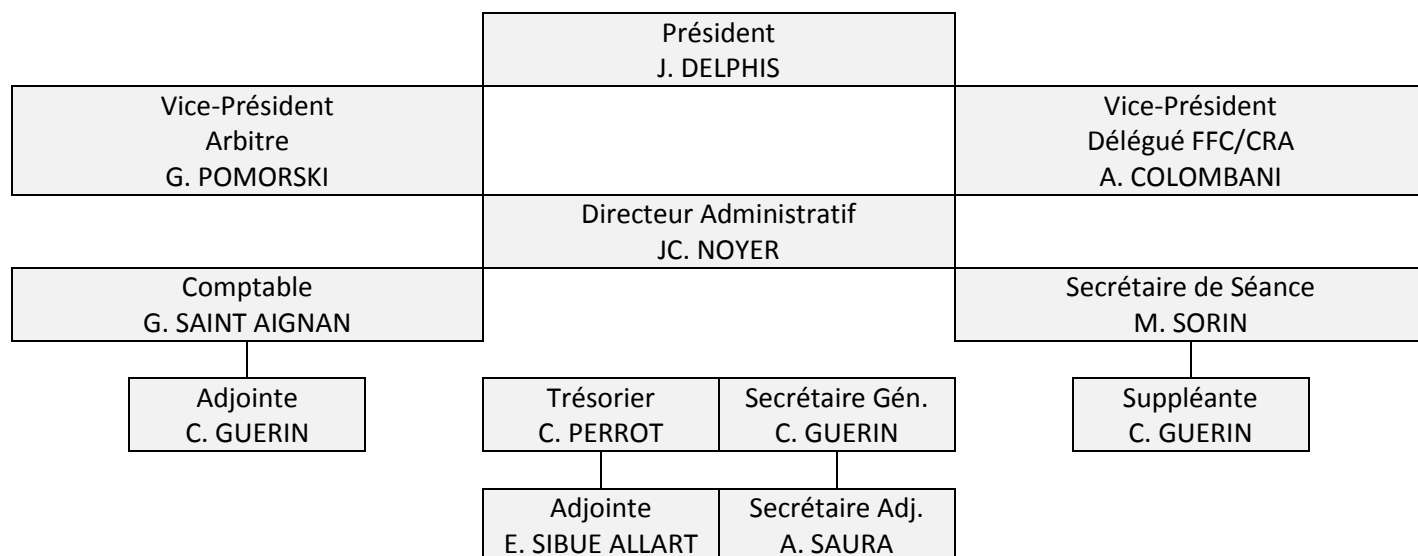 Président
J. DELPHIS
Vice-Président
Arbitre
G. POMORSKI
Vice-Président
Délégué FFC/CRA
A. COLOMBANI
Directeur Administratif
JC. NOYER
Comptable
G. SAINT AIGNAN
Secrétaire de Séance
M. SORIN
Adjointe
C. GUERIN
Trésorier
C. PERROT
Secrétaire Gén.
C. GUERIN
Suppléante
C. GUERIN
Adjointe
E. SIBUE ALLART
Secrétaire Adj.
A. SAURA